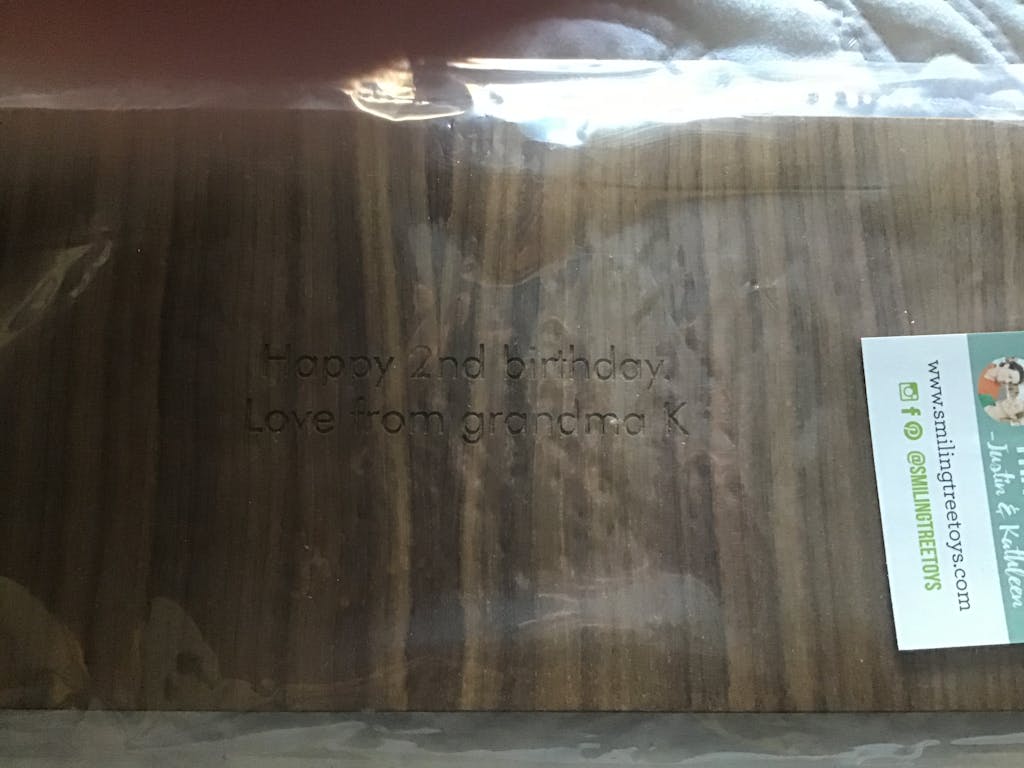 Happy 2nd birthday.
Love from grandma K
www.smilingtreetoys.com
@SMILINGTREETOYS
-Justin & Kathleen